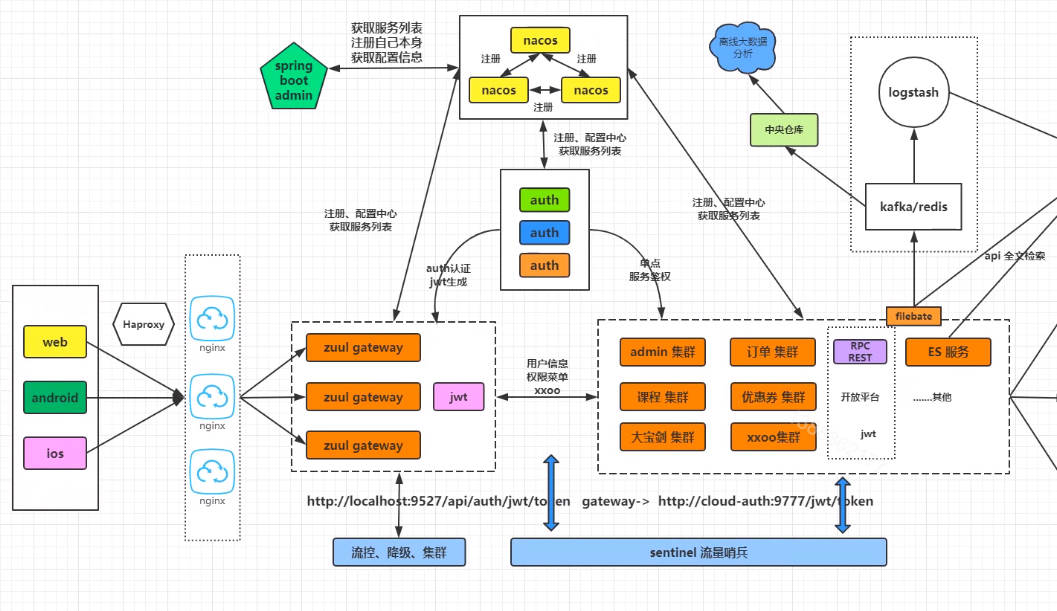 获取服务列表
注册自己本身
获取配置信息
spring
boot
admin
nacos
注册
注册
nacos
nacos
注册
离线大数据
分析
logstash
中央仓库
kafka/redis
注册、配置中心
获取服务列表
auth
auth
auth
注册、配置中心
获取服务列表
注册、配置中心
获取服务列表
auth认证
jwt生成
单点
服务鉴权
api 全文检索
filebate
web
android
ios
Haproxy
nginx
nginx
nginx
zuul gateway
zuul gateway
zuul gateway
jwt
用户信息
权限菜单
xxoo
admin 集群
订单 集群
RPC
REST
ES 服务
课程 集群
优惠券 集群
开放平台
......其他
大宝剑 集群
xxoo集群
jwt
http://localhost:9527/api/auth/jwt/token gateway-> http://cloud-auth:9777/jwt/token
流控、降级、集群
sentinel 流量哨兵